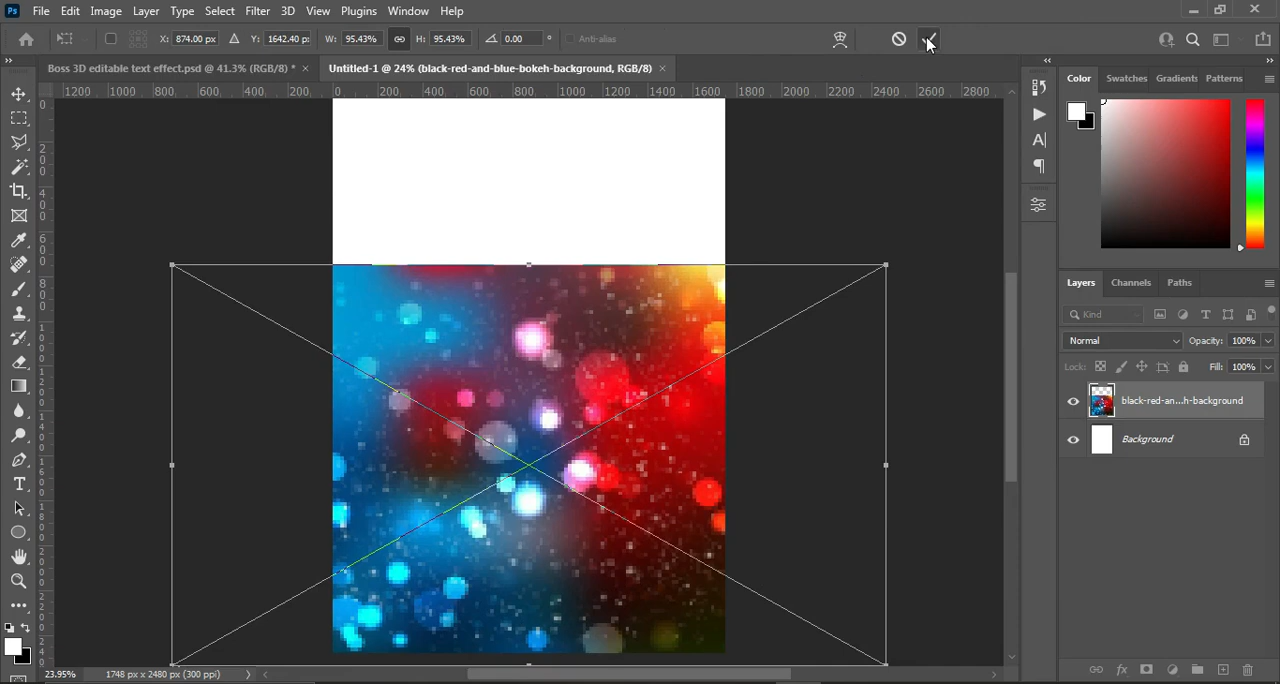 Ps File Edit Image Layer Type Select Filter 3D View Plugins Window Help
X: 874.00 px Y: 1642.40 p: W: 95.43% H: 95.43% 0.00 ° Anti-alias
Boss 3D editable text effect.psd @ 41.3% (RGB/8) * × Untitled-1 @ 24% (black-red-and-blue-bokeh-background, RGB/8) ×
1200 1000 800 600 400 200 0 200 400 600 800 1000 1200 1400 1600 1800 2000 2200 2400 2600 2800
Color Swatches Gradients Patterns
Layers Channels Paths
Kind
Normal Opacity: 100%
Lock: Fill: 100%
black-red-an...h-background
Background
23.95% 1748 px x 2480 px (300 ppi)